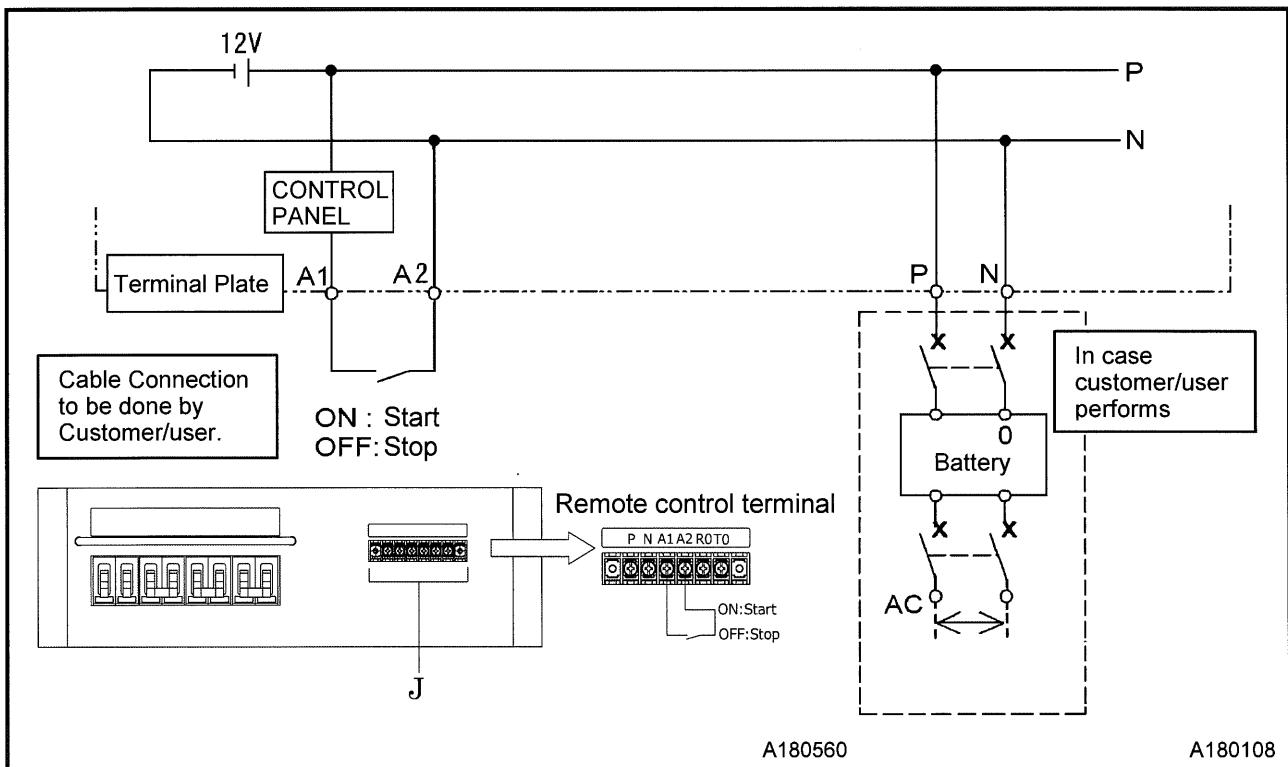 12V
P
N
CONTROL
PANEL
Terminal Plate
A1
A2
P
N
Cable Connection
to be done by
Customer/user.
ON : Start
OFF: Stop
In case
customer/user
performs
0
Battery
AC
Remote control terminal
P N A1 A2 R0 T0
ON:Start
OFF:Stop
J
A180560
A180108